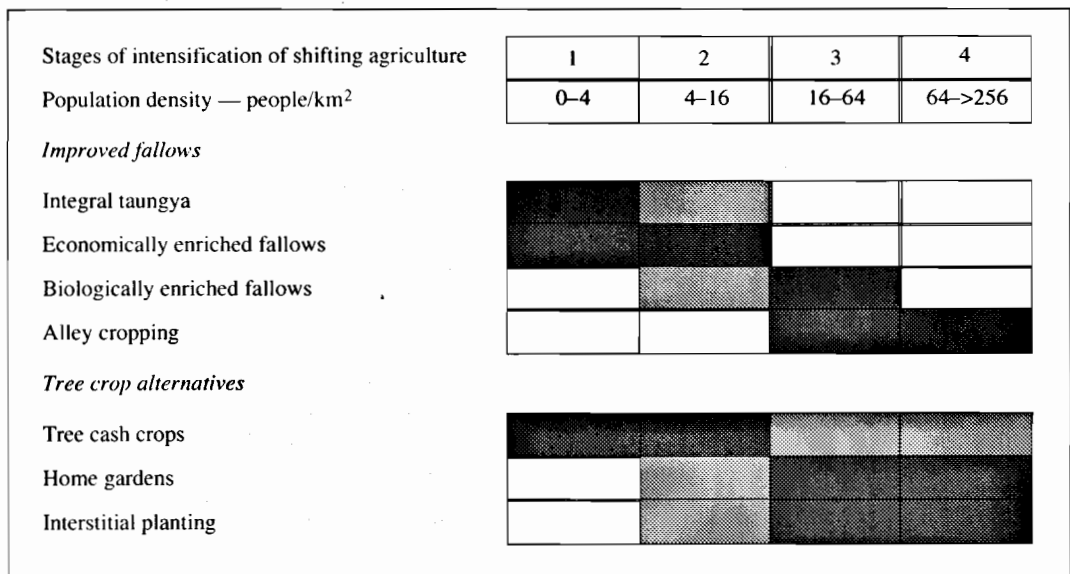 Stages of intensification of shifting agriculture 1 2 3 4
Population density — people/km² 0–4 4–16 16–64 64–>256
Improved fallows
Integral taungya
Economically enriched fallows
Biologically enriched fallows
Alley cropping
Tree crop alternatives
Tree cash crops
Home gardens
Interstitial planting